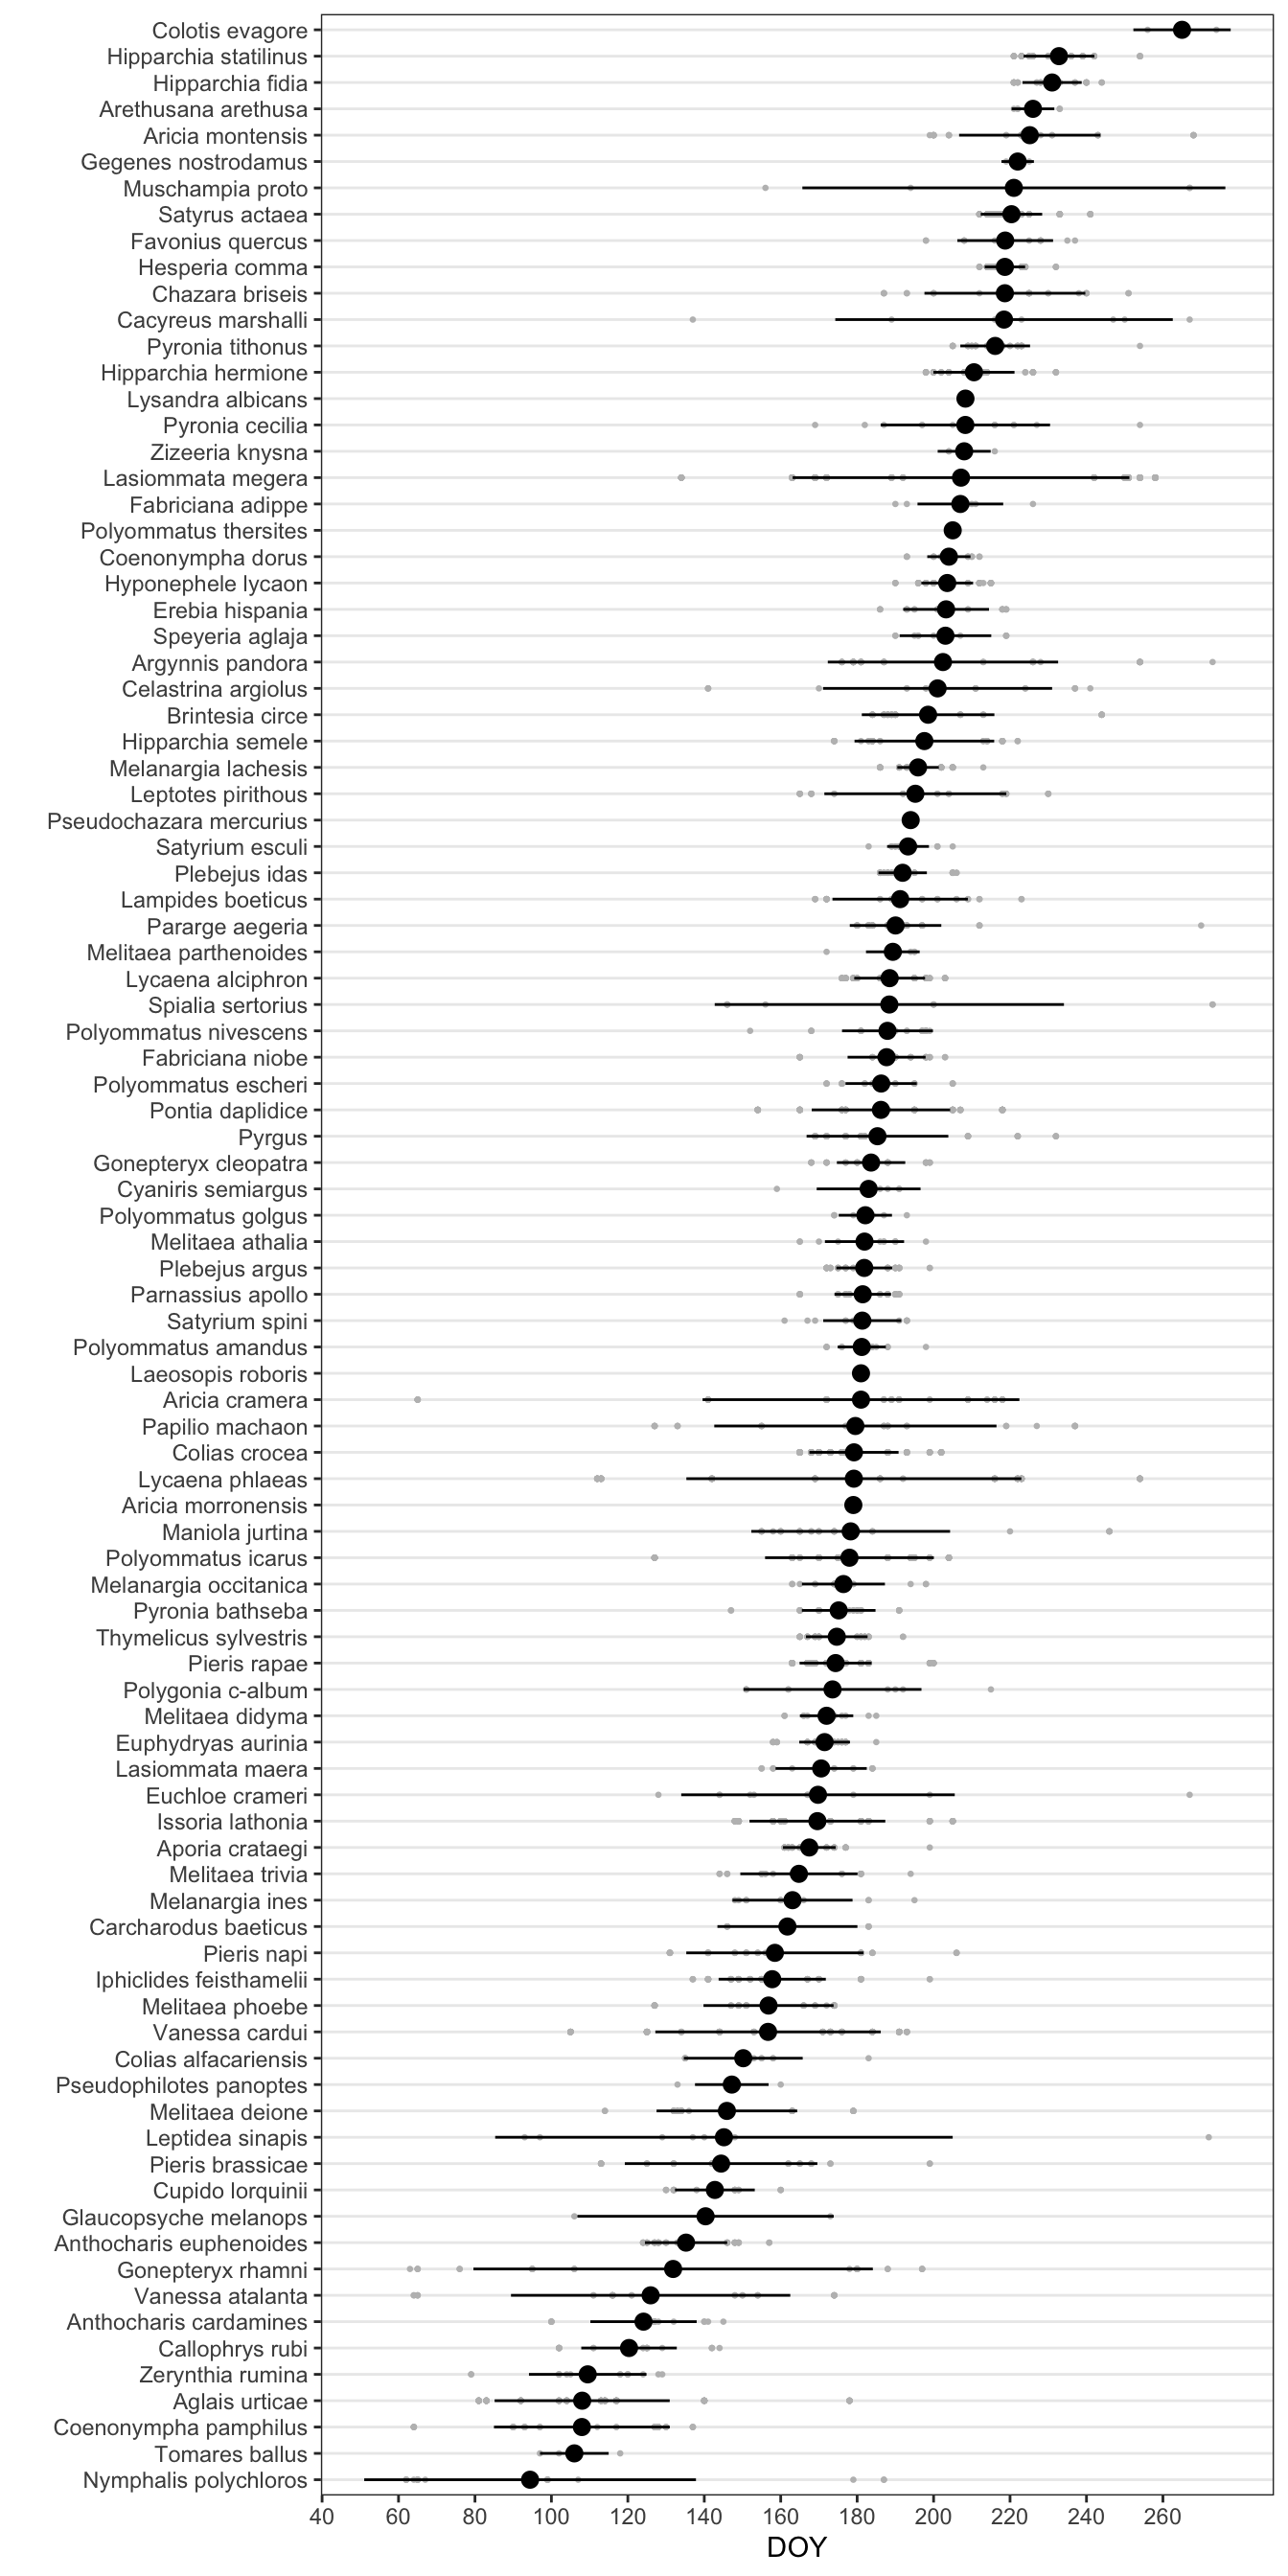 Colotis evagore
Hipparchia statilinus
Hipparchia fidia
Arethusana arethusa
Aricia montensis
Gegenes nostrodamus
Muschampia proto
Satyrus actaea
Favonius quercus
Hesperia comma
Chazara briseis
Cacyreus marshalli
Pyronia tithonus
Hipparchia hermione
Lysandra albicans
Pyronia cecilia
Zizeeria knysna
Lasiommata megera
Fabriciana adippe
Polyommatus thersites
Coenonympha dorus
Hyponephele lycaon
Erebia hispania
Speyeria aglaja
Argynnis pandora
Celastrina argiolus
Brintesia circe
Hipparchia semele
Melanargia lachesis
Leptotes pirithous
Pseudochazara mercurius
Satyrium esculi
Plebejus idas
Lampides boeticus
Pararge aegeria
Melitaea parthenoides
Lycaena alciphron
Spialia sertorius
Polyommatus nivescens
Fabriciana niobe
Polyommatus escheri
Pontia daplidice
Pyrgus
Gonepteryx cleopatra
Cyaniris semiargus
Polyommatus golgus
Melitaea athalia
Plebejus argus
Parnassius apollo
Satyrium spini
Polyommatus amandus
Laeosopis roboris
Aricia cramera
Papilio machaon
Colias crocea
Lycaena phlaeas
Aricia morronensis
Maniola jurtina
Polyommatus icarus
Melanargia occitanica
Pyronia bathseba
Thymelicus sylvestris
Pieris rapae
Polygonia c-album
Melitaea didyma
Euphydryas aurinia
Lasiommata maera
Euchloe crameri
Issoria lathonia
Aporia crataegi
Melitaea trivia
Melanargia ines
Carcharodus baeticus
Pieris napi
Iphiclides feisthamelii
Melitaea phoebe
Vanessa cardui
Colias alfacariensis
Pseudophilotes panoptes
Melitaea deione
Leptidea sinapis
Pieris brassicae
Cupido lorquinii
Glaucopsyche melanops
Anthocharis euphenoides
Gonepteryx rhamni
Vanessa atalanta
Anthocharis cardamines
Callophrys rubi
Zerynthia rumina
Aglais urticae
Coenonympha pamphilus
Tomares ballus
Nymphalis polychloros
40 60 80 100 120 140 160 180 200 220 240 260
DOY